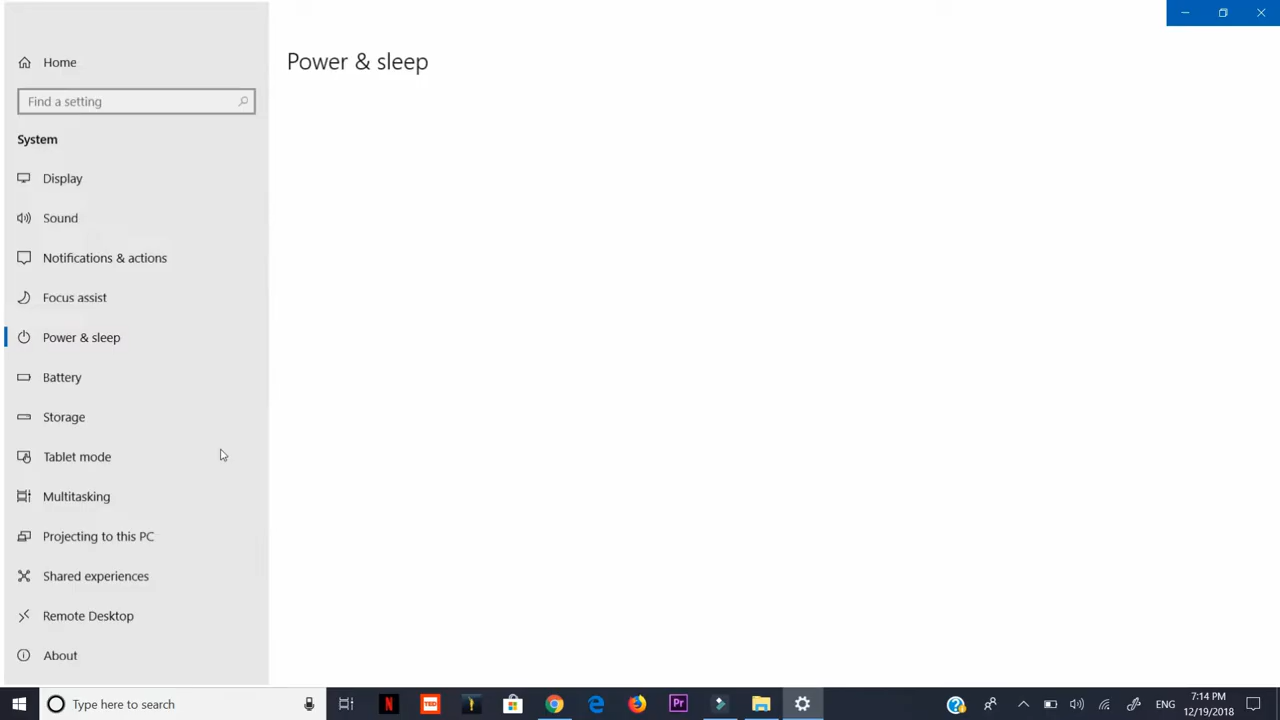 Home
Power & sleep
Find a setting
System
Display
Sound
Notifications & actions
Focus assist
Power & sleep
Battery
Storage
Tablet mode
Multitasking
Projecting to this PC
Shared experiences
Remote Desktop
About
Type here to search
N
TED
Pr
ENG
7:14 PM
12/19/2018